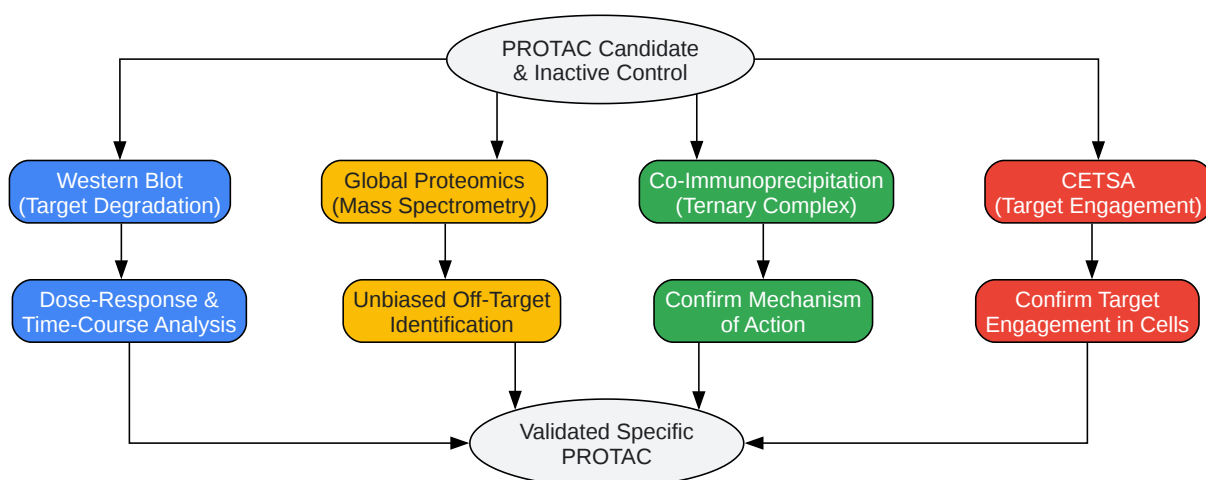 PROTAC Candidate
& Inactive Control
Western Blot
(Target Degradation)
Global Proteomics
(Mass Spectrometry)
Co-Immunoprecipitation
(Ternary Complex)
CETSA
(Target Engagement)
Dose-Response &
Time-Course Analysis
Unbiased Off-Target
Identification
Confirm Mechanism
of Action
Confirm Target
Engagement in Cells
Validated Specific
PROTAC